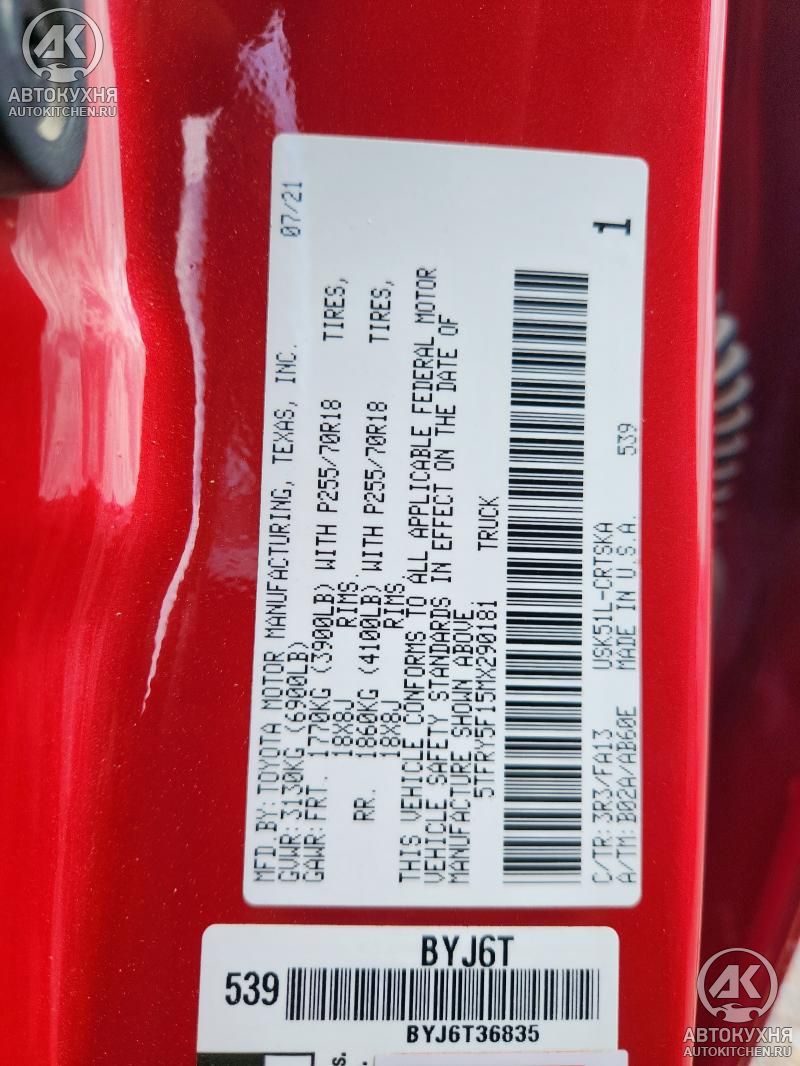 AK
АВТОКУХНЯ
AUTOKITCHEN.RU
07/21
MFD.BY:TOYOTA MOTOR MANUFACTURING, TEXAS, INC.
GVWR:3130KG(6900LB)
GAWR:FRT. 1770KG (3900LB)WITH P255/70R18 TIRES,
18X8J RIMS.
RR. 1860KG (4100LB)WITH P255/70R18 TIRES,
18X8J RIMS.
THIS VEHICLE CONFORMS TO ALL APPLICABLE FEDERAL MOTOR
VEHICLE SAFETY STANDARDS IN EFFECT ON THE DATE OF
MANUFACTURE SHOWN ABOVE.
5TFRY5F15MX290181 TRUCK
1
C/TR:3R3/FA13 USK51L-CRTSKA
A/TM:B02A/AB60E MADE IN U.S.A. 539
BYJ6T
539
BYJ6T36835
AK
АВТОКУХНЯ
AUTOKITCHEN.RU